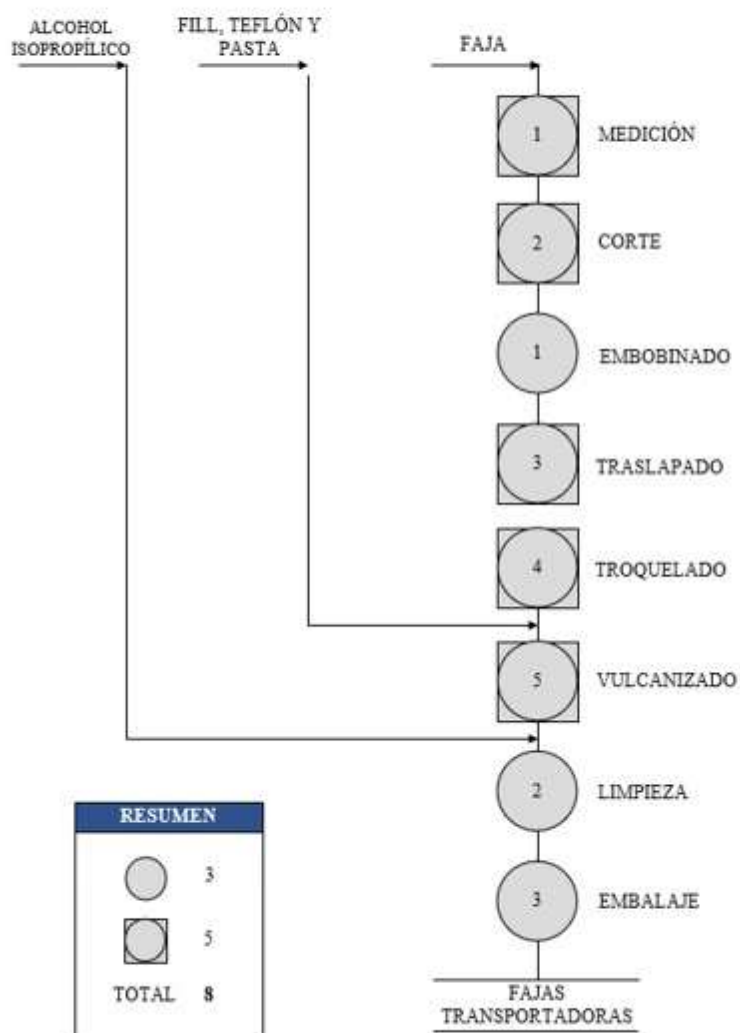 ALCOHOL
ISOPROPÍLICO
FILL, TEFLÓN Y
PASTA
FAJA
1
MEDICIÓN
2
CORTE
1
EMBOBINADO
3
TRASLAPADO
4
TROQUELADO
5
VULCANIZADO
2
LIMPIEZA
3
EMBALAJE
FAJAS
TRANSPORTADORAS
RESUMEN
3
5
TOTAL 8